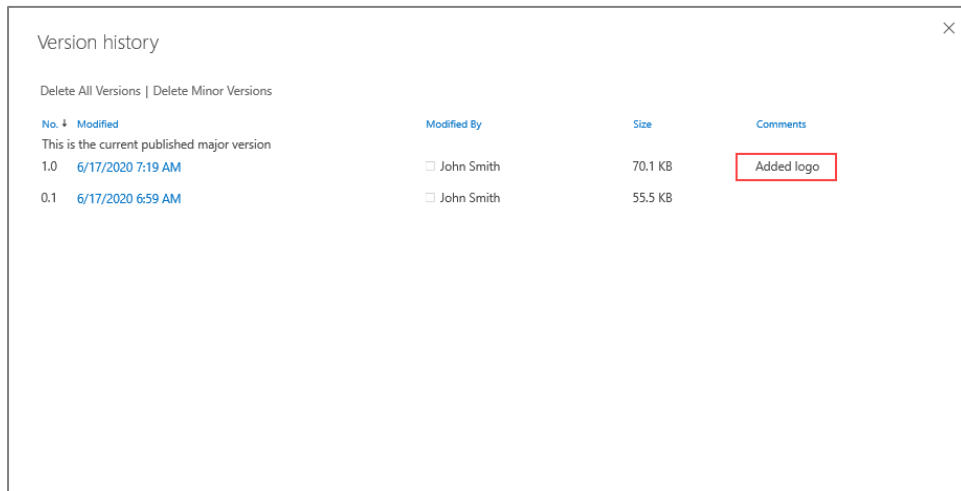 Version history
Delete All Versions | Delete Minor Versions
No. ↓ Modified Modified By Size Comments
This is the current published major version
1.0 6/17/2020 7:19 AM John Smith 70.1 KB Added logo
0.1 6/17/2020 6:59 AM John Smith 55.5 KB